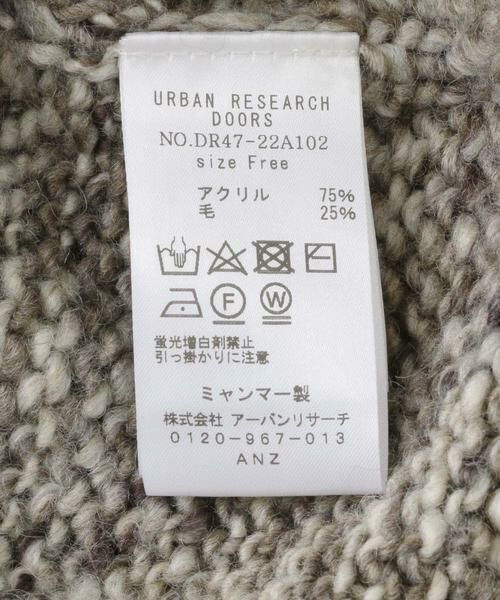 URBAN RESEARCH
DOORS
NO.DR47-22A102
size Free
アクリル 75%
毛 25%
F W
蛍光増白剤禁止
引っ掛かりに注意
ミャンマー製
株式会社 アーバンリサーチ
0120-967-013
ANZ